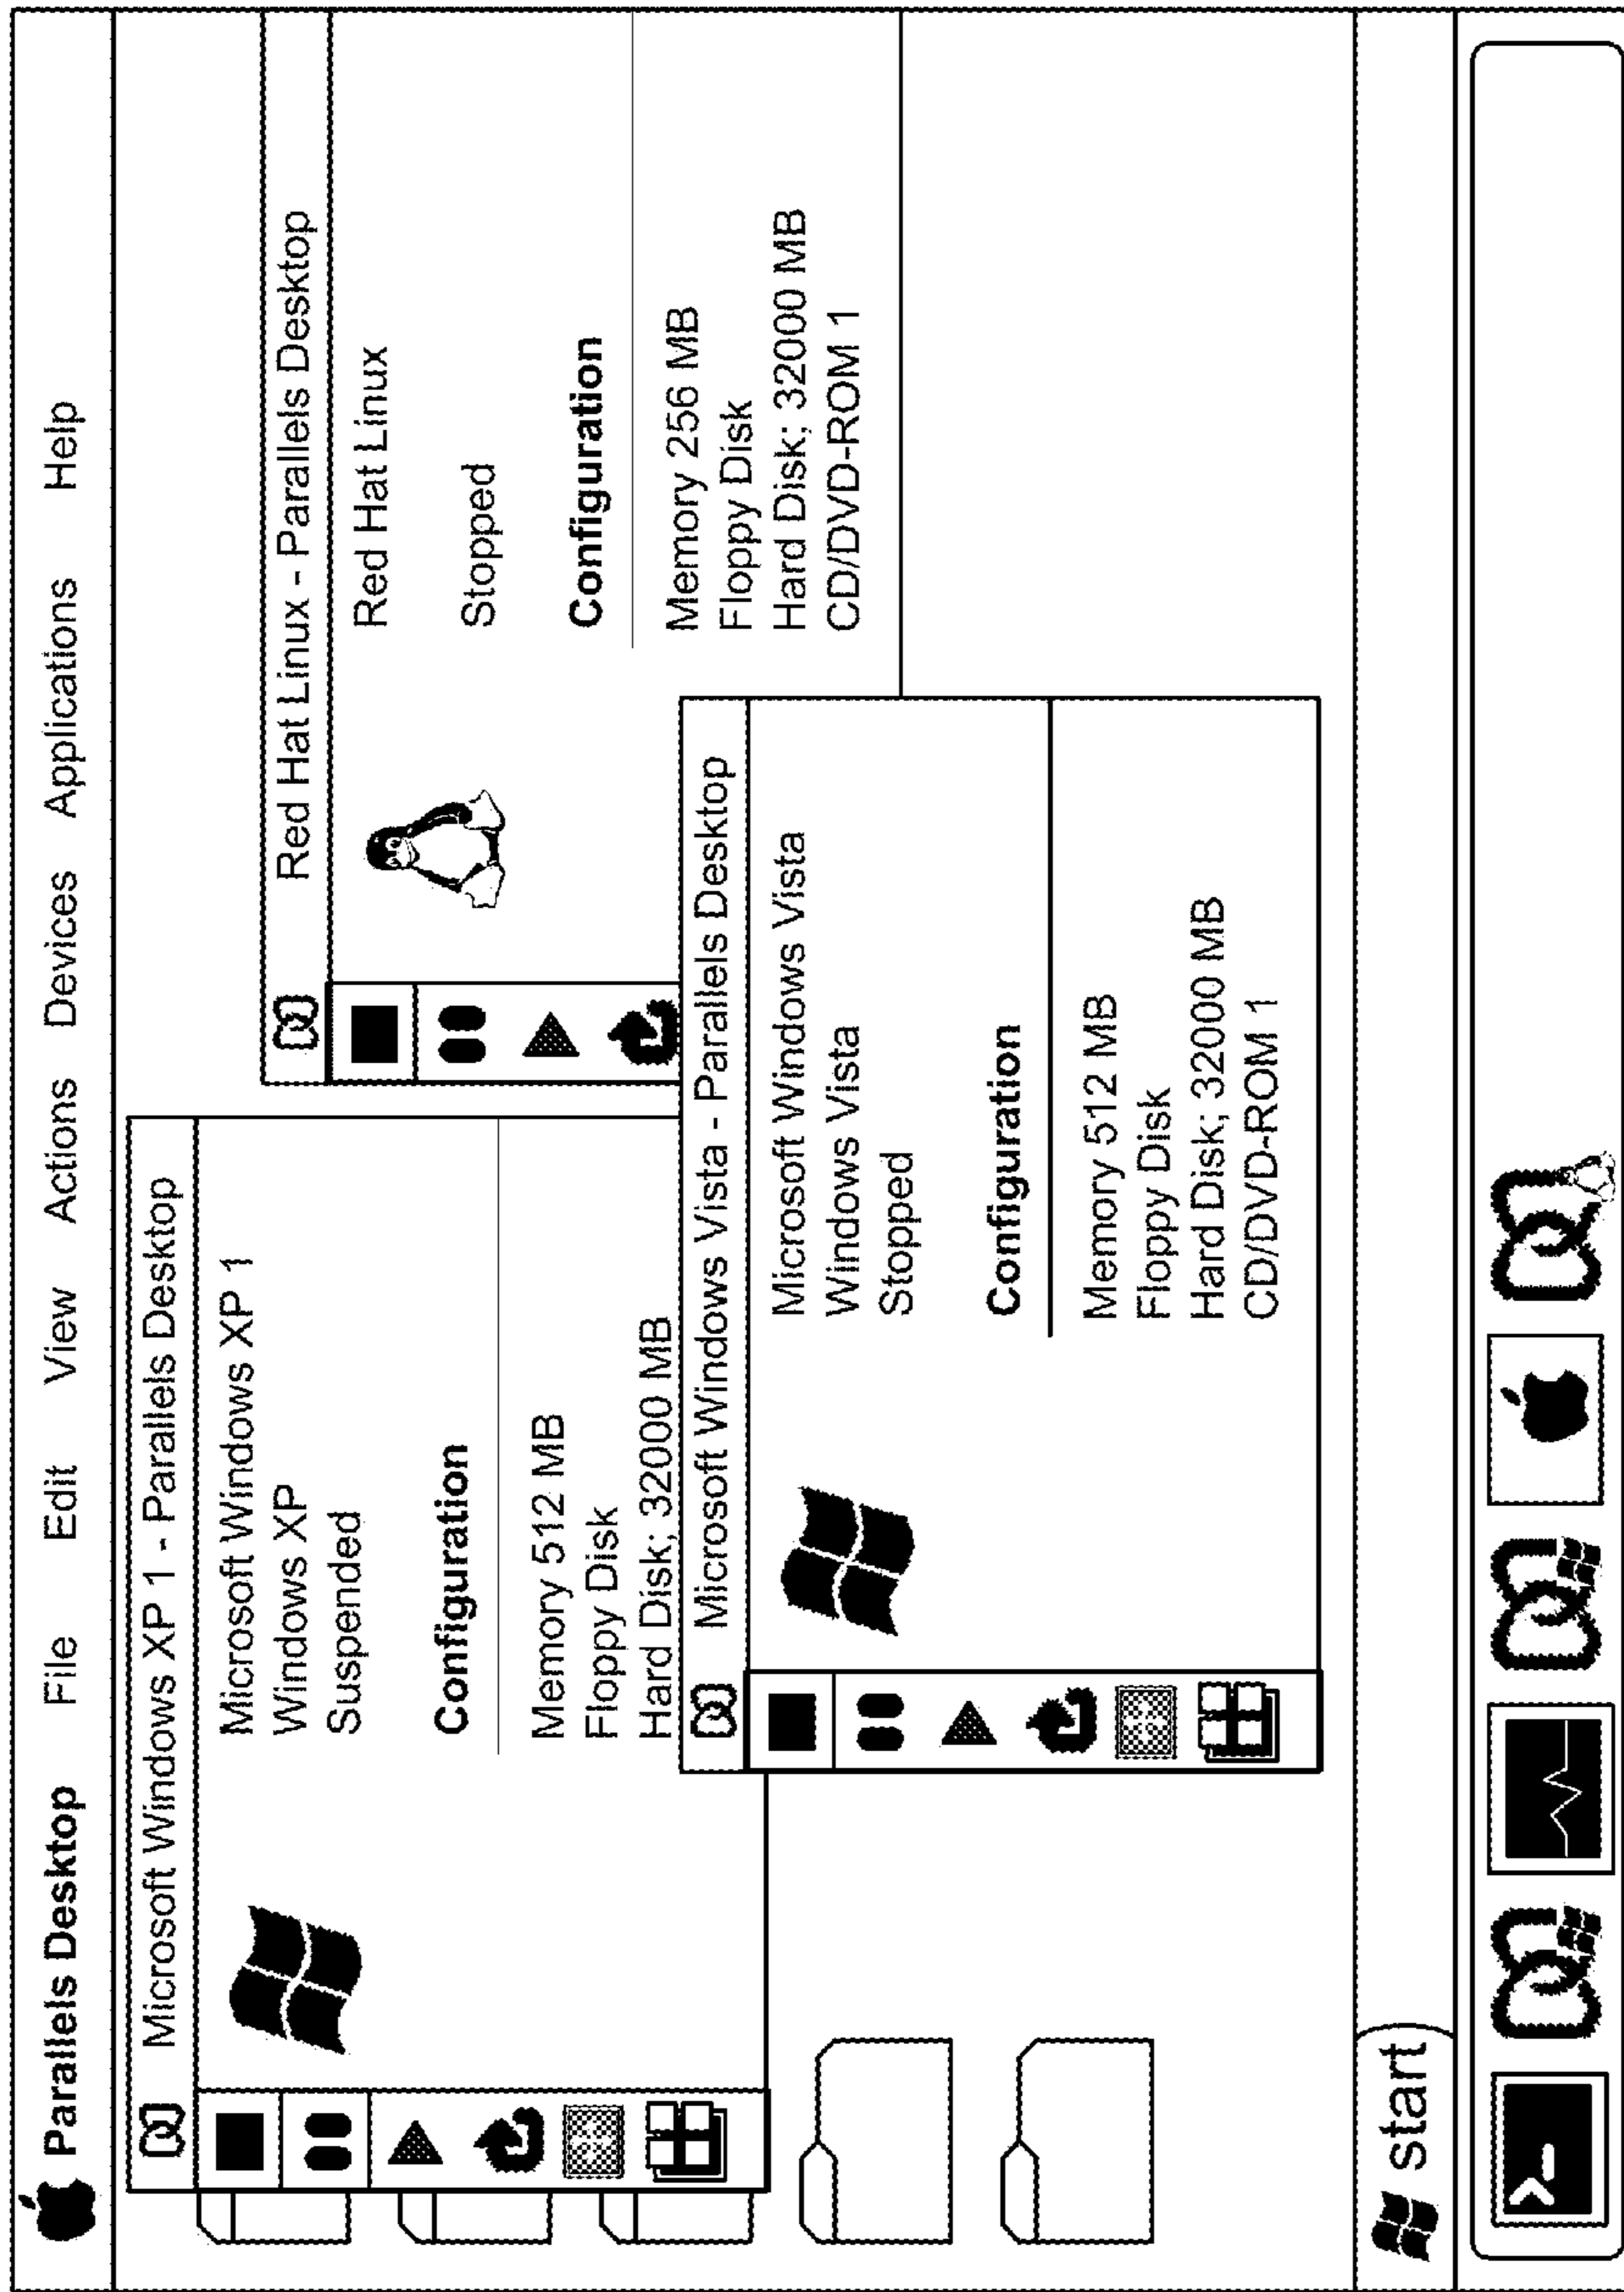 Parallels Desktop File Edit View Actions Devices Applications Help
Microsoft Windows XP 1 - Parallels Desktop
Microsoft Windows XP 1
Windows XP
Suspended
Configuration
Memory 512 MB
Floppy Disk
Hard Disk; 32000 MB
Red Hat Linux - Parallels Desktop
Red Hat Linux
Stopped
Configuration
Memory 256 MB
Floppy Disk
Hard Disk; 32000 MB
CD/DVD-ROM 1
Microsoft Windows Vista - Parallels Desktop
Microsoft Windows Vista
Windows Vista
Stopped
Configuration
Memory 512 MB
Floppy Disk
Hard Disk; 32000 MB
CD/DVD-ROM 1
start